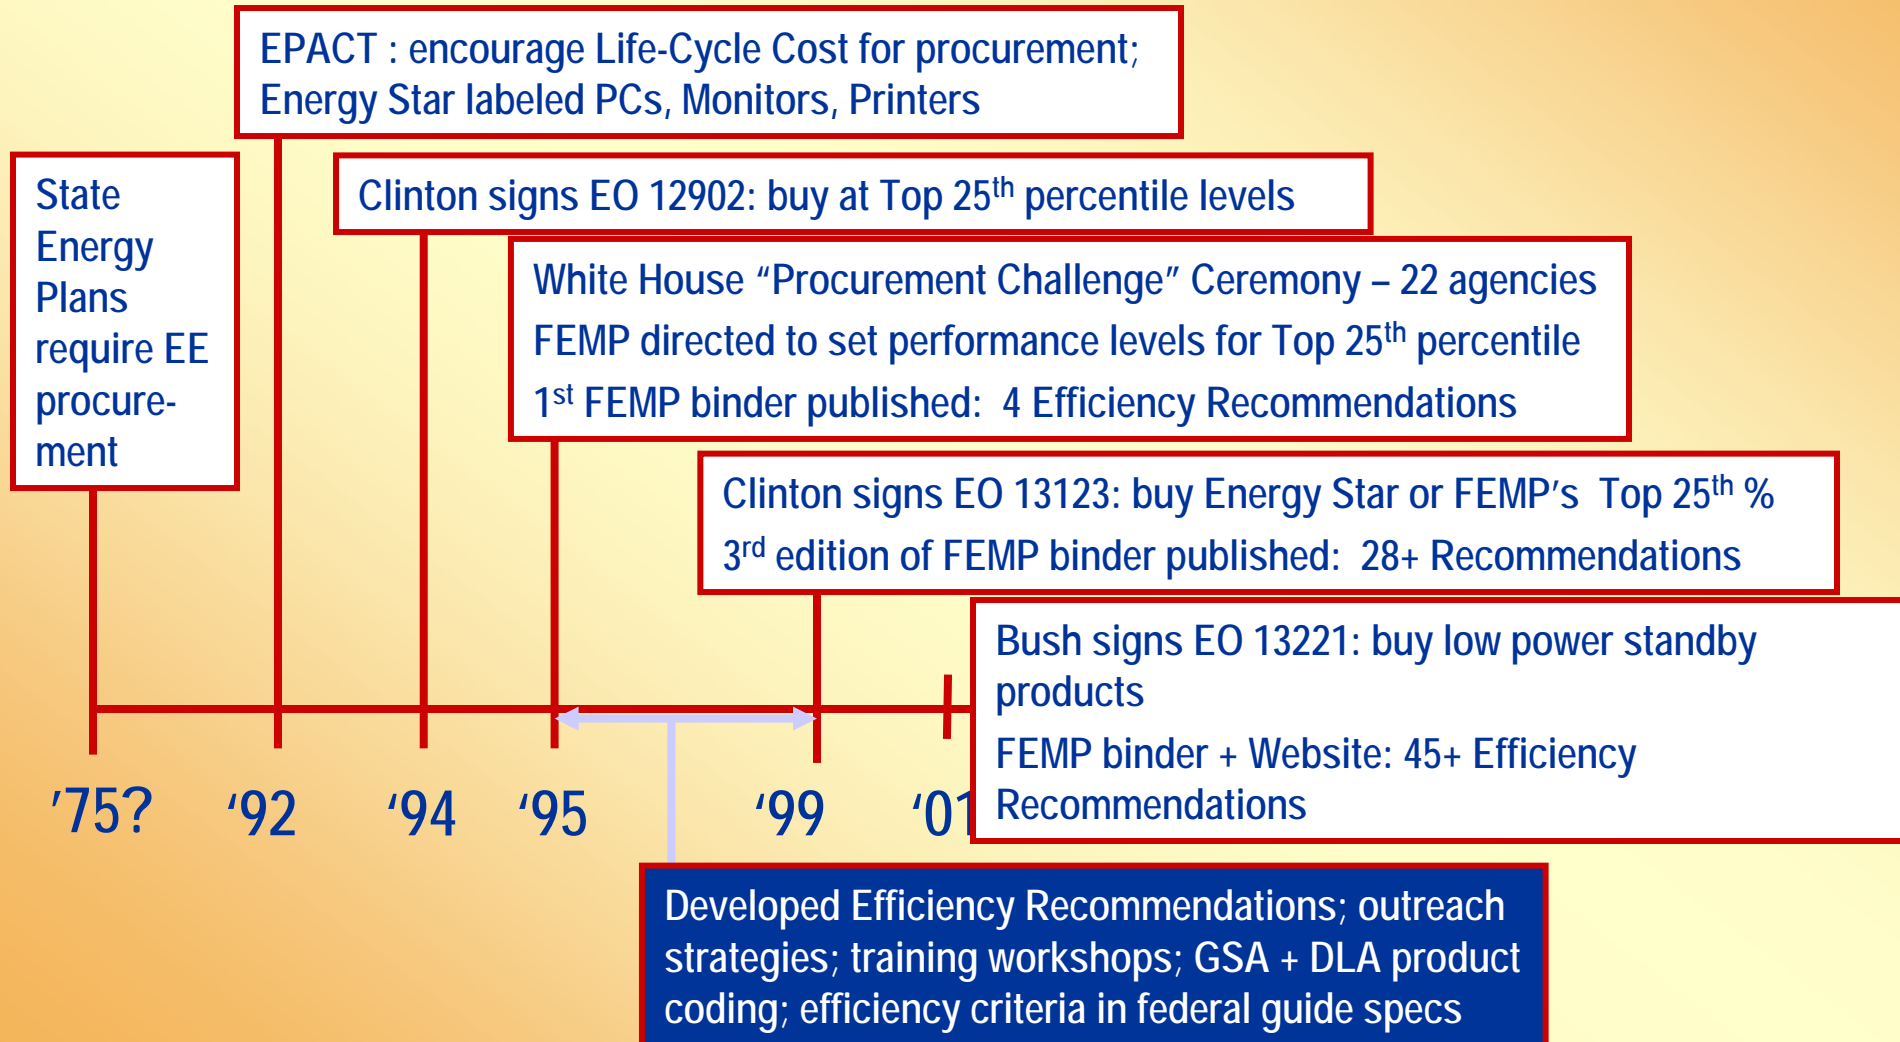 EPACT : encourage Life-Cycle Cost for procurement;
Energy Star labeled PCs, Monitors, Printers
State
Energy
Plans
require EE
procure-
ment
Clinton signs EO 12902: buy at Top 25th percentile levels
White House “Procurement Challenge” Ceremony – 22 agencies
FEMP directed to set performance levels for Top 25th percentile
1st FEMP binder published: 4 Efficiency Recommendations
Clinton signs EO 13123: buy Energy Star or FEMP’s Top 25th %
3rd edition of FEMP binder published: 28+ Recommendations
Bush signs EO 13221: buy low power standby
products
FEMP binder + Website: 45+ Efficiency
Recommendations
’75? ‘92 ‘94 ‘95 ‘99 ‘01
Developed Efficiency Recommendations; outreach
strategies; training workshops; GSA + DLA product
coding; efficiency criteria in federal guide specs